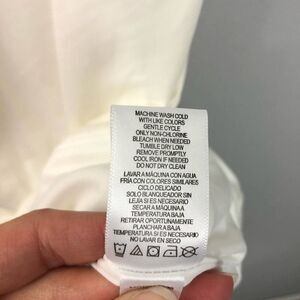 MACHINE WASH COLD
WITH LIKE COLORS
GENTLE CYCLE
ONLY NON-CHLORINE
BLEACH WHEN NEEDED
TUMBLE DRY LOW
REMOVE PROMPTLY
COOL IRON IF NEEDED
DO NOT DRY CLEAN
LAVAR A MÁQUINA CON AGUA
FRÍA CON COLORES SIMILARES
CICLO DELICADO
SOLO BLANQUEADOR SIN
LEJIA SI ES NECESARIO
SECAR A MÁQUINA A
TEMPERATURA BAJA
RETIRAR OPORTUNAMENTE
PLANCHAR A BAJA
TEMPERATURA SI ES NECESARIO
NO LAVAR EN SECO